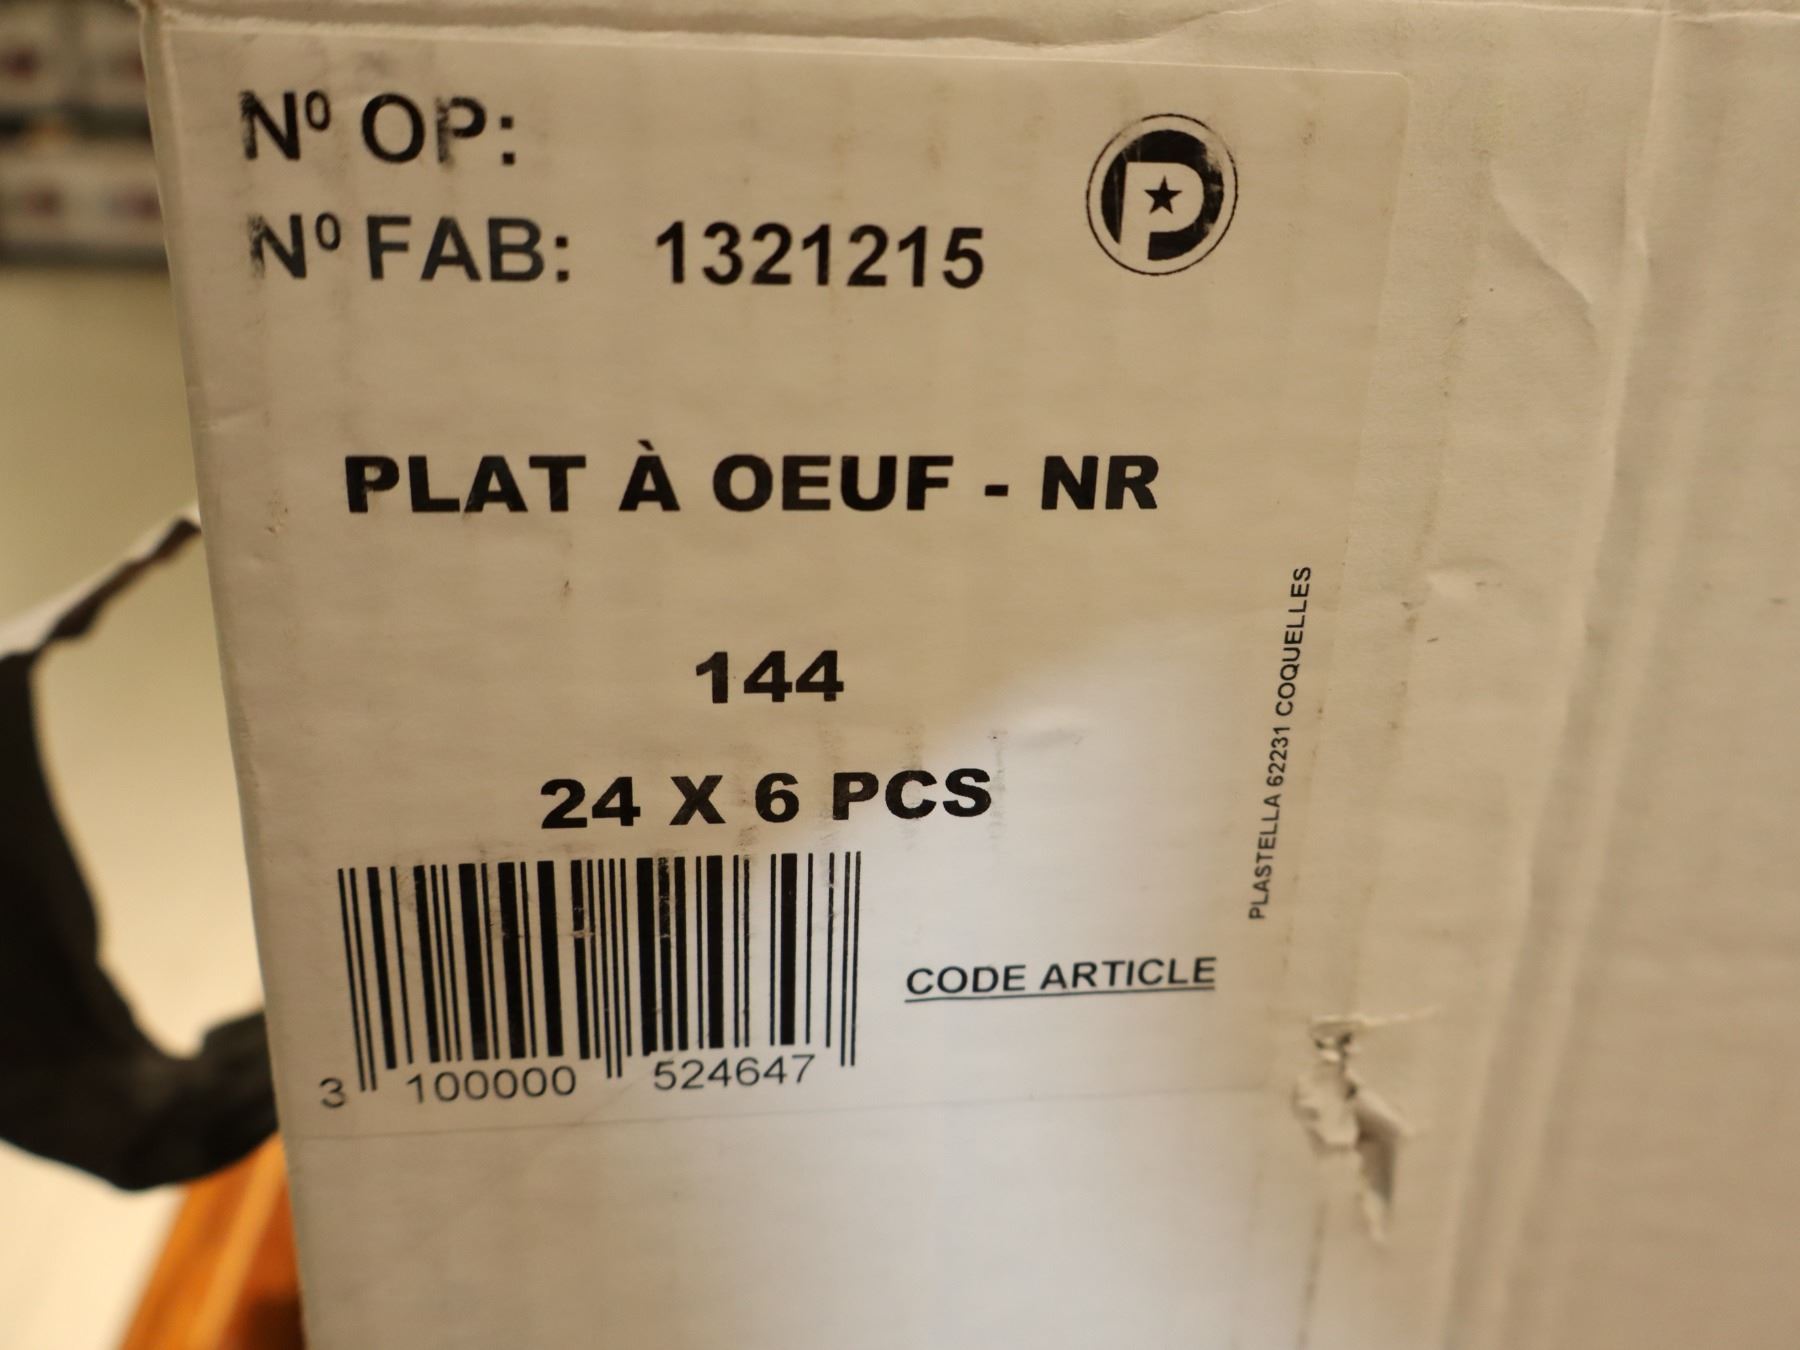 Nº OP:
Nº FAB: 1321215
P
PLAT À OEUF - NR
144
24 X 6 PCS
3 100000 524647
CODE ARTICLE
PLASTELLA 62231 COQUELLES